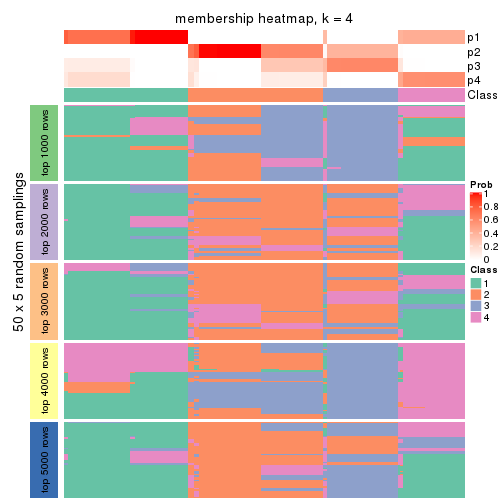 membership heatmap, k = 4
p1
p2
p3
p4
Class
50 x 5 random samplings
top 1000 rows
top 2000 rows
top 3000 rows
top 4000 rows
top 5000 rows
Prob
1
0.8
0.6
0.4
0.2
0
Class
1
2
3
4